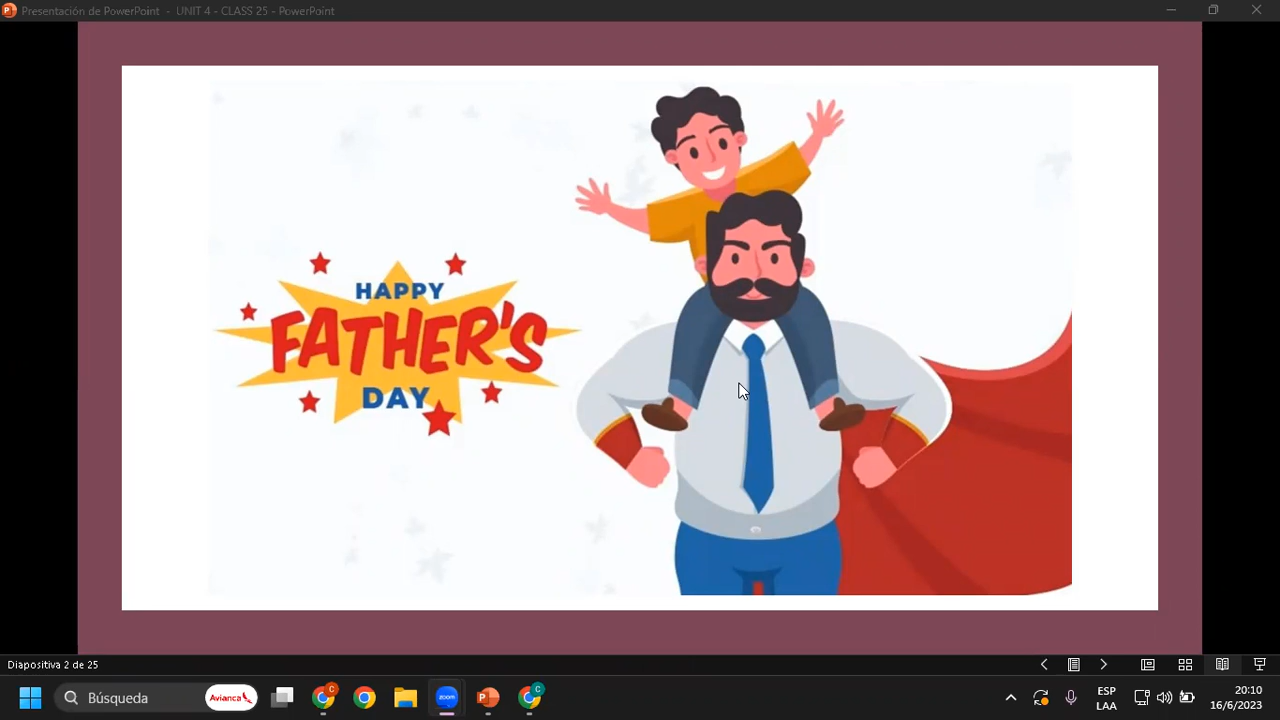 Presentación de PowerPoint - UNIT 4 - CLASS 25 - PowerPoint
HAPPY
FATHER'S
DAY
Diapositiva 2 de 25
Búsqueda
Avianca
zoom
ESP
LAA
20:10
16/6/2023